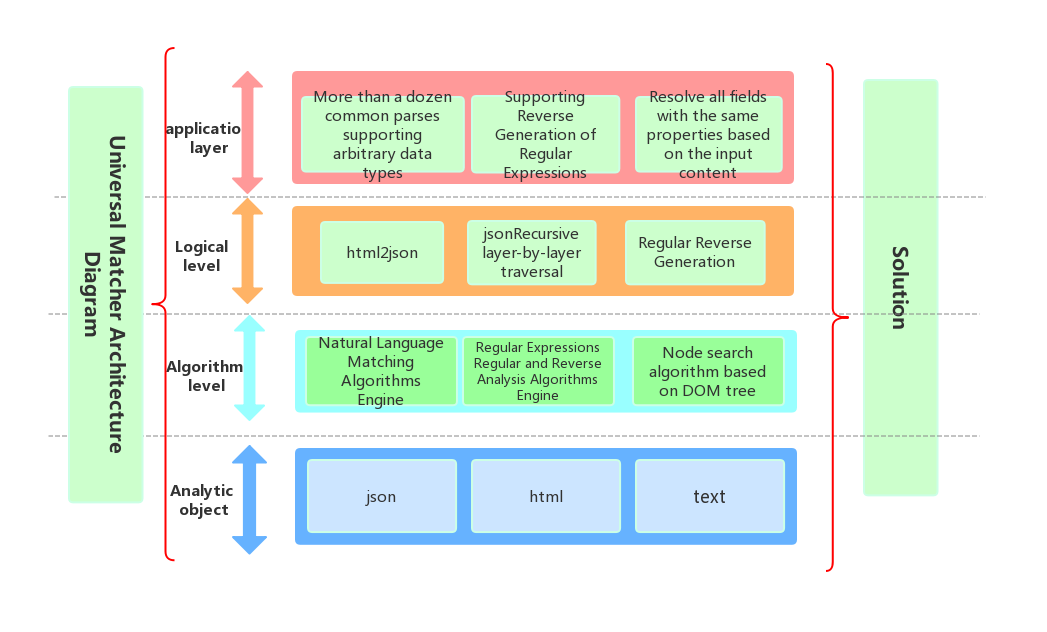 Universal Matcher Architecture
Diagram
applicatio
layer
More than a dozen
common parses
supporting
arbitrary data
types
Supporting
Reverse
Generation of
Regular
Expressions
Resolve all fields
with the same
properties based
on the input
content
Logical
level
html2json
jsonRecursive
layer-by-layer
traversal
Regular Reverse
Generation
Algorithm
level
Natural Language
Matching
Algorithms
Engine
Regular Expressions
Regular and Reverse
Analysis Algorithms
Engine
Node search
algorithm based
on DOM tree
Analytic
object
json
html
text
Solution